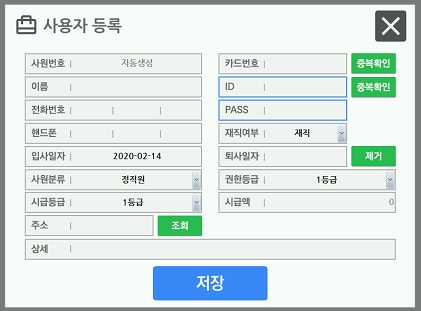 사용자 등록
사원번호 자동생성 카드번호 중복확인
이름 ID 중복확인
전화번호 PASS
핸드폰 재직여부 재직
입사일자 2020-02-14 퇴사일자 제거
사원분류 정직원 권한등급 1등급
시급등급 1등급 시급액 0
주소 조회
상세
저장